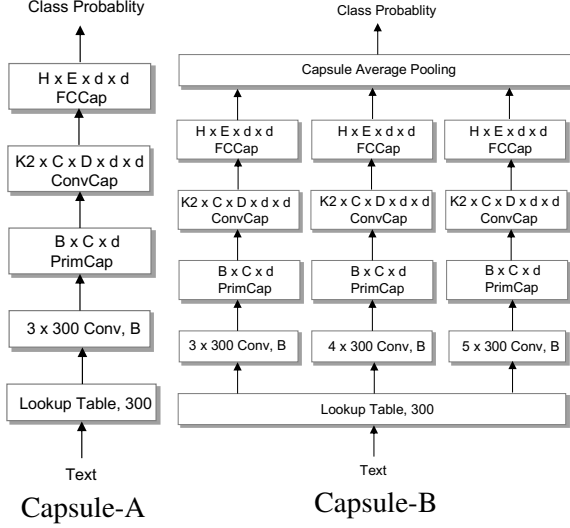 Class Probablity
H x E x d x d
FCCap
K2 x C x D x d x d
ConvCap
B x C x d
PrimCap
3 x 300 Conv, B
Lookup Table, 300
Text
Capsule-A
Class Probablity
Capsule Average Pooling
H x E x d x d
FCCap
H x E x d x d
FCCap
H x E x d x d
FCCap
K2 x C x D x d x d
ConvCap
K2 x C x D x d x d
ConvCap
K2 x C x D x d x d
ConvCap
B x C x d
PrimCap
B x C x d
PrimCap
B x C x d
PrimCap
3 x 300 Conv, B
4 x 300 Conv, B
5 x 300 Conv, B
Lookup Table, 300
Text
Capsule-B